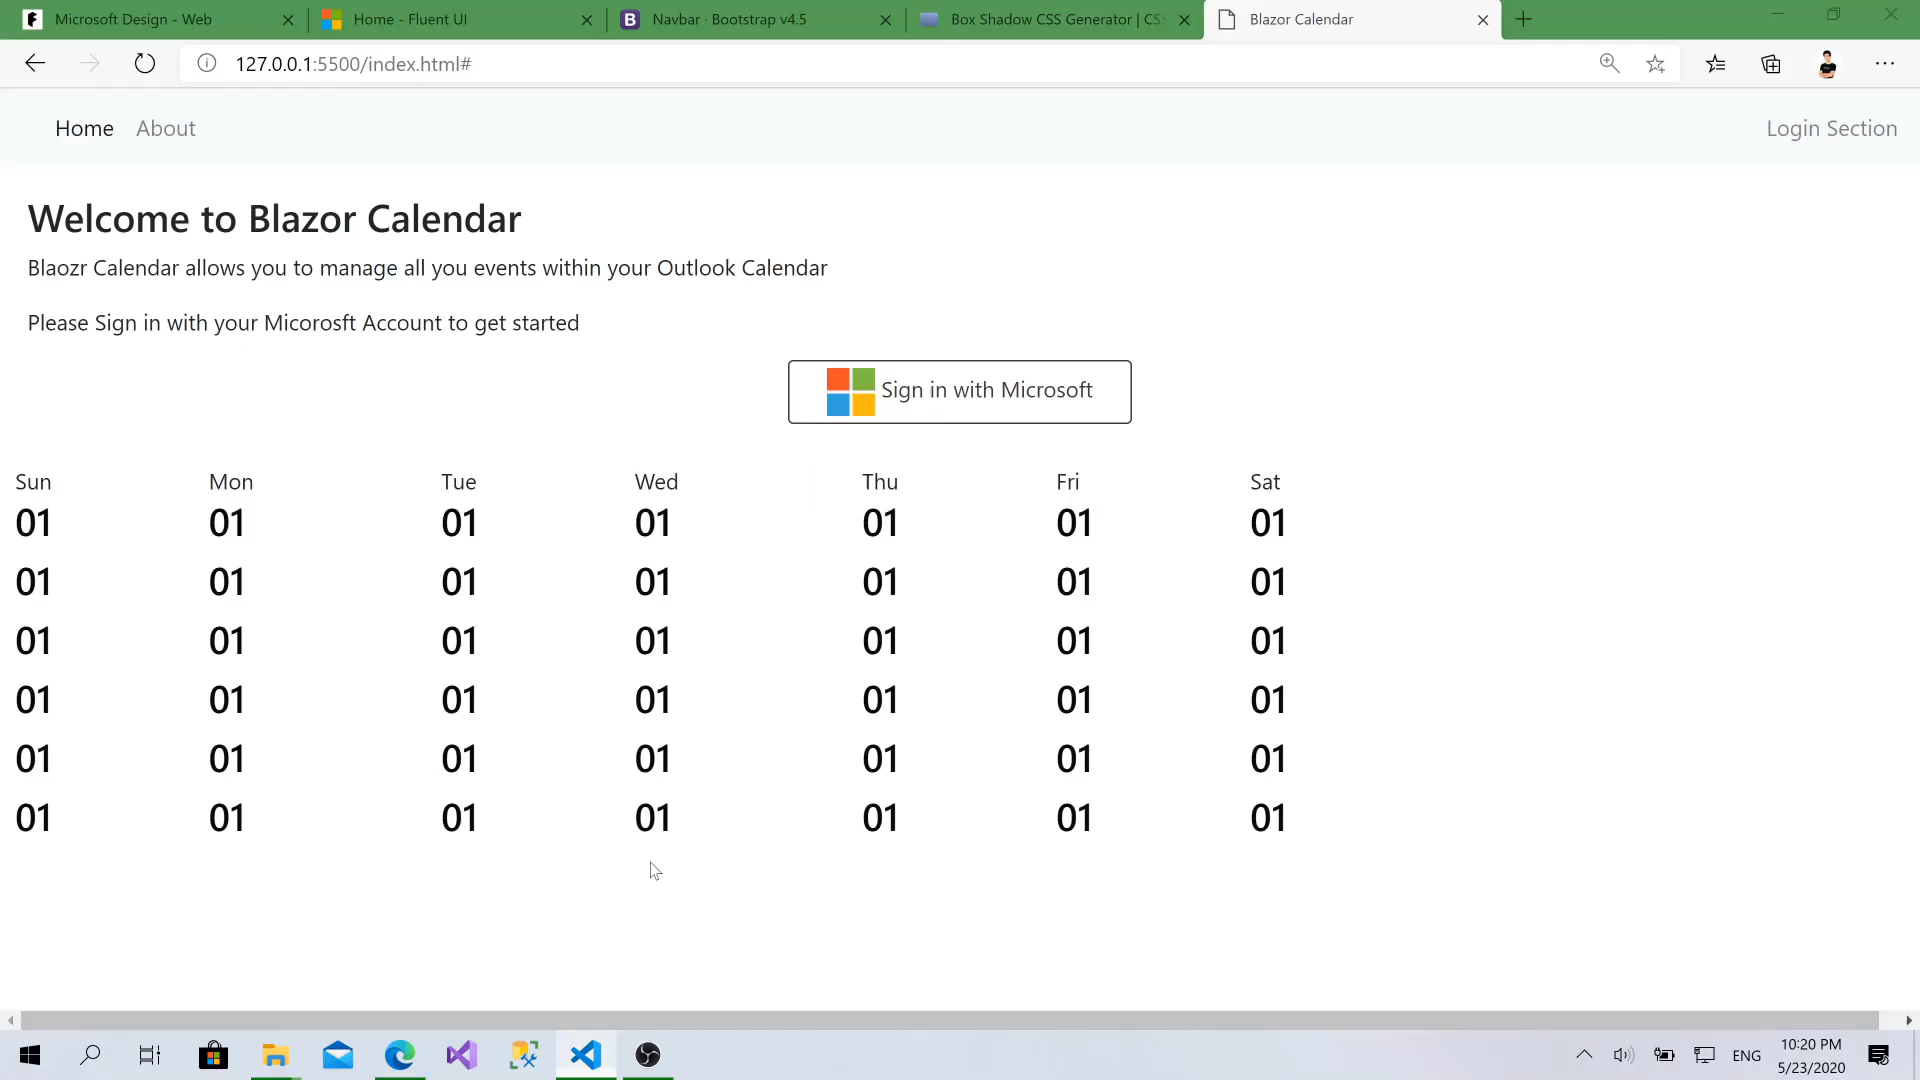 Microsoft Design - Web
Home - Fluent UI
B Navbar · Bootstrap v4.5
Box Shadow CSS Generator | CSS
Blazor Calendar
127.0.0.1:5500/index.html#
Home About Login Section
Welcome to Blazor Calendar
Blaozr Calendar allows you to manage all you events within your Outlook Calendar
Please Sign in with your Micorosft Account to get started
Sign in with Microsoft
Sun Mon Tue Wed Thu Fri Sat
01 01 01 01 01 01 01
01 01 01 01 01 01 01
01 01 01 01 01 01 01
01 01 01 01 01 01 01
01 01 01 01 01 01 01
01 01 01 01 01 01 01
ENG
10:20 PM
5/23/2020